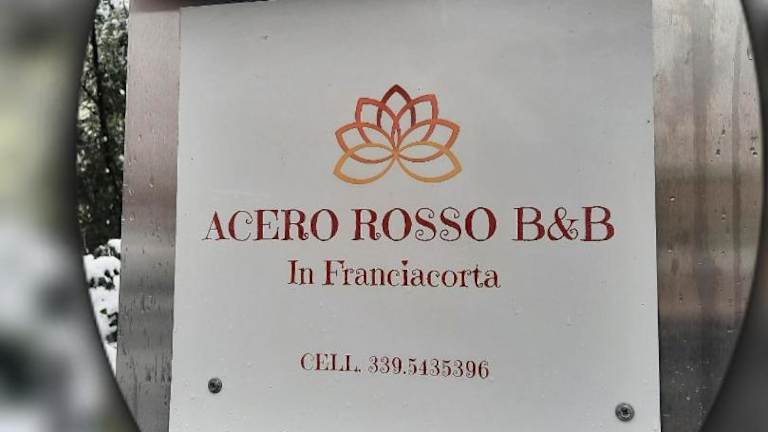 ACERO ROSSO B&B
In Franciacorta
CELL. 339.5435396